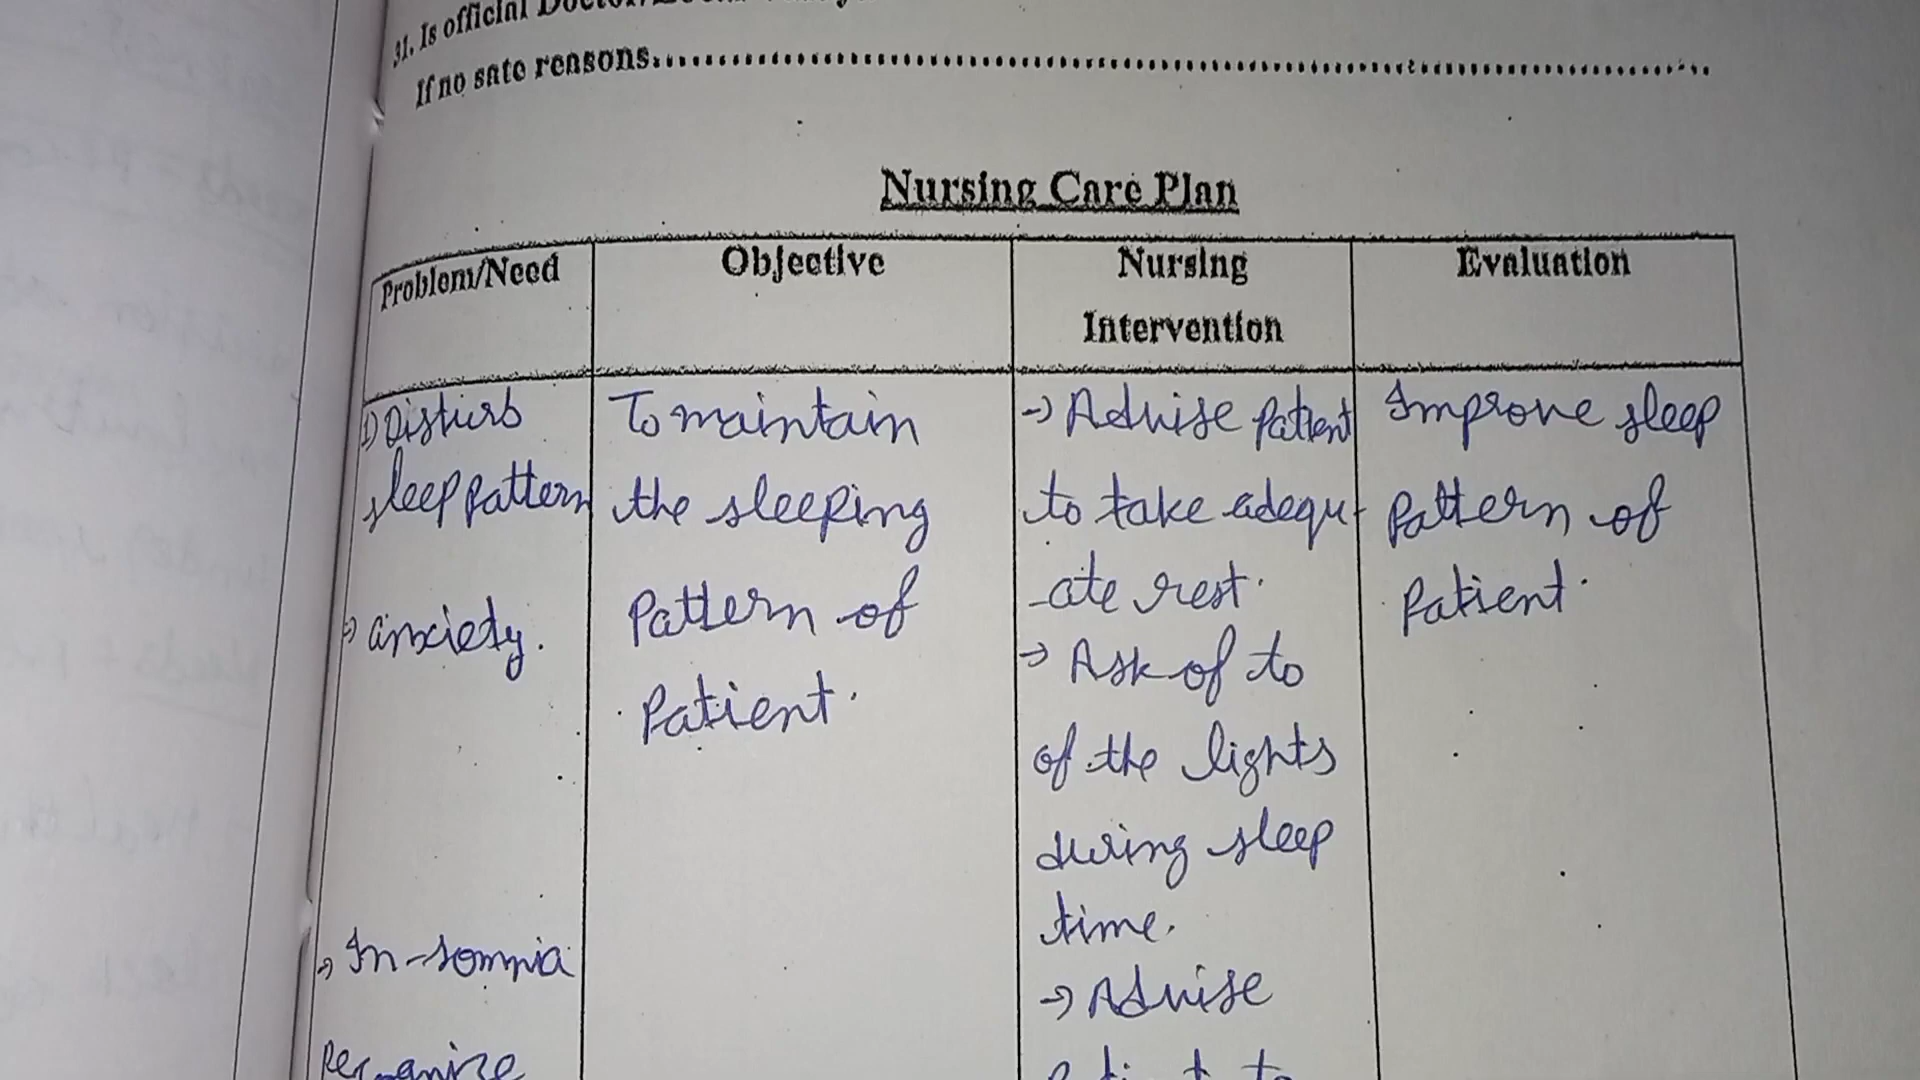 31. Is official
If no sate reasons
Nursing Care Plan
Problem/Need
Objective
Nursing
Intervention
Evaluation
1) Disturb
sleep pattern
→ anxiety.
→ In-somnia
Recognize
To maintain
the sleeping
Pattern of
Patient.
→ Advise patient
to take adequ-
ate rest.
→ Ask of to
of the lights
during sleep
time.
→ Advise
Improve sleep
Pattern of
Patient.